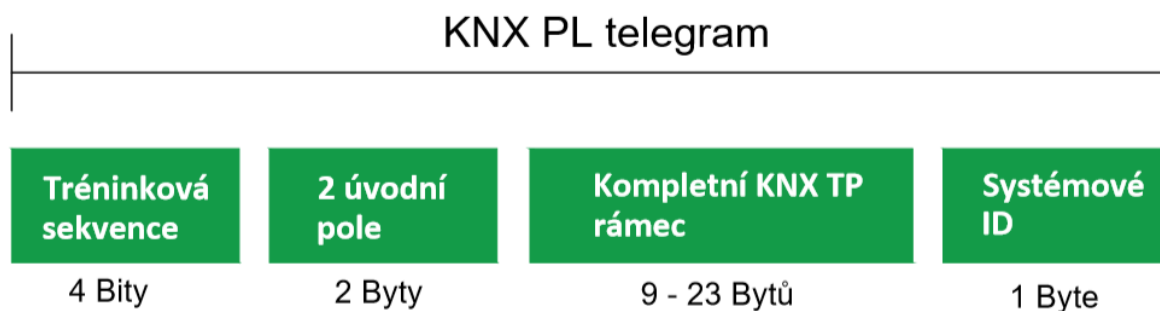 KNX PL telegram
Tréninková
sekvence
2 úvodní
pole
Kompletní KNX TP
rámec
Systémové
ID
4 Bity
2 Byty
9 - 23 Bytů
1 Byte